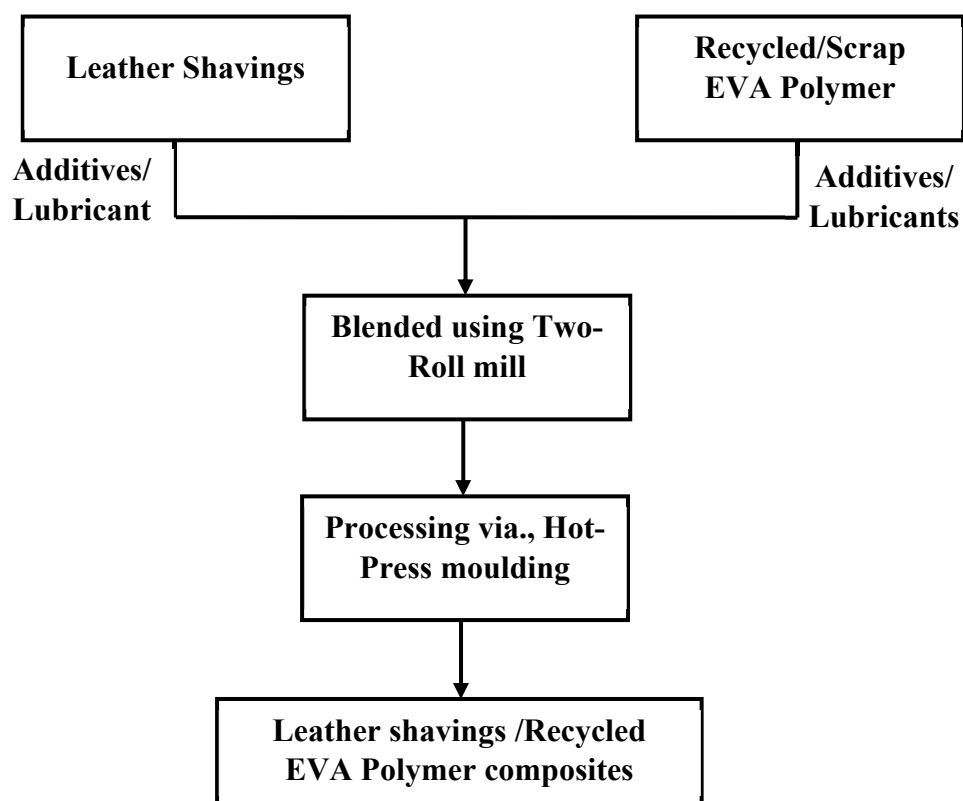 Leather Shavings
Recycled/Scrap
EVA Polymer
Additives/
Lubricant
Additives/
Lubricants
Blended using Two-
Roll mill
Processing via., Hot-
Press moulding
Leather shavings /Recycled
EVA Polymer composites